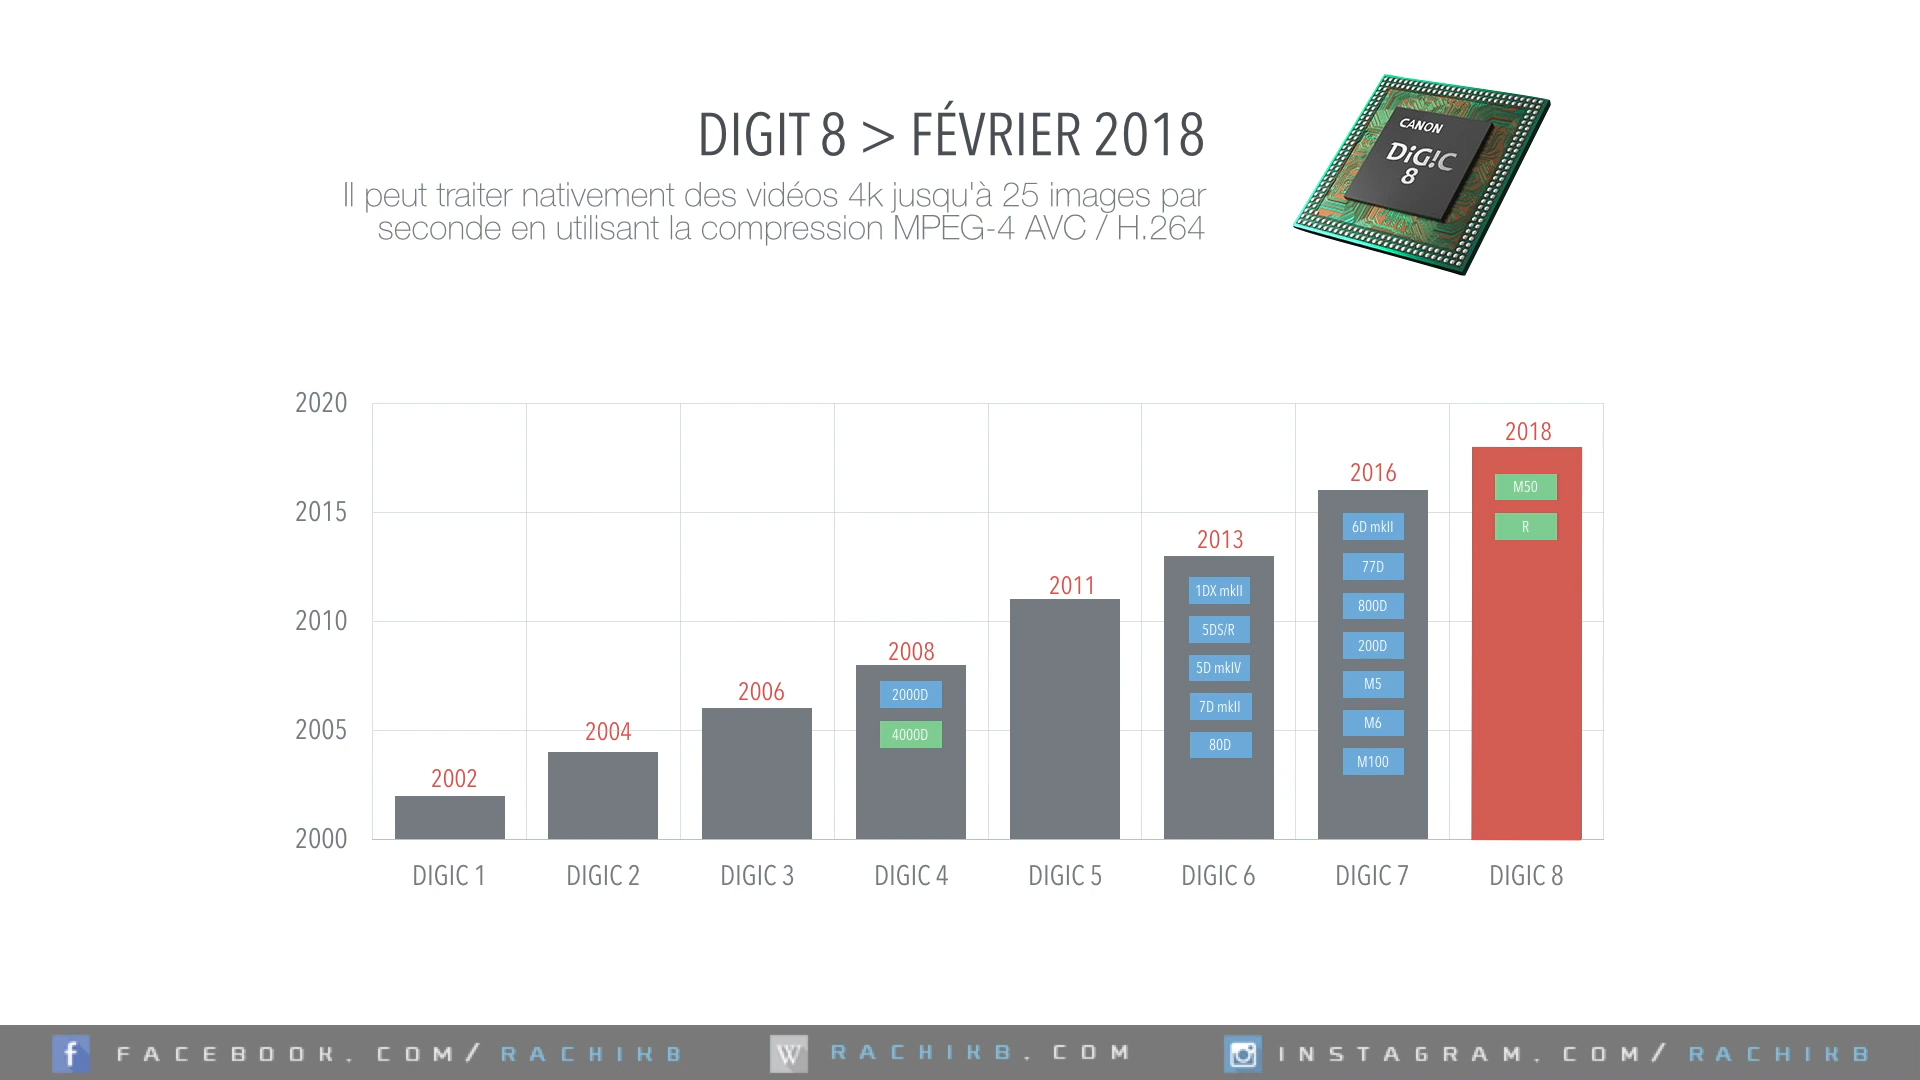 DIGIT 8 > FÉVRIER 2018
Il peut traiter nativement des vidéos 4k jusqu'à 25 images par
seconde en utilisant la compression MPEG-4 AVC / H.264
CANON
DiG!C
8
2020
2015
2010
2005
2000
2002
2004
2006
2008
2000D
4000D
2011
2013
1DX mkII
5DS/R
5D mkIV
7D mkII
80D
2016
6D mkII
77D
800D
200D
M5
M6
M100
2018
M50
R
DIGIC 1
DIGIC 2
DIGIC 3
DIGIC 4
DIGIC 5
DIGIC 6
DIGIC 7
DIGIC 8
f FACEBOOK.COM/RACHIKB
W RACHIKB.COM
INSTAGRAM.COM/RACHIKB